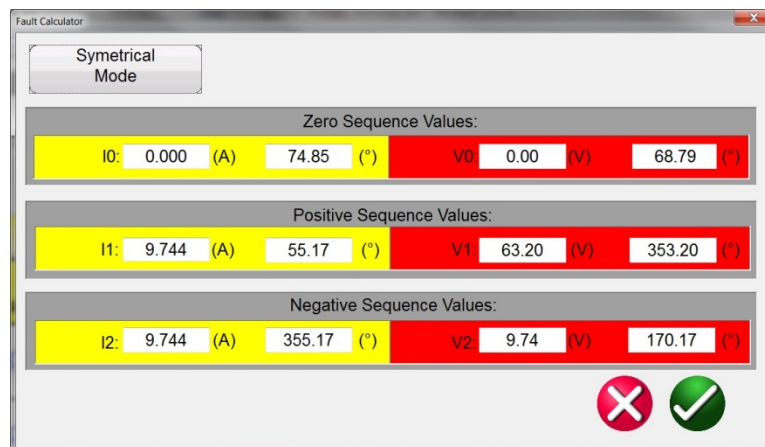 Fault Calculator
Symetrical
Mode
Zero Sequence Values:
I0: 0.000 (A) 74.85 (°) V0: 0.00 (V) 68.79 (°)
Positive Sequence Values:
I1: 9.744 (A) 55.17 (°) V1: 63.20 (V) 353.20 (°)
Negative Sequence Values:
I2: 9.744 (A) 355.17 (°) V2: 9.74 (V) 170.17 (°)